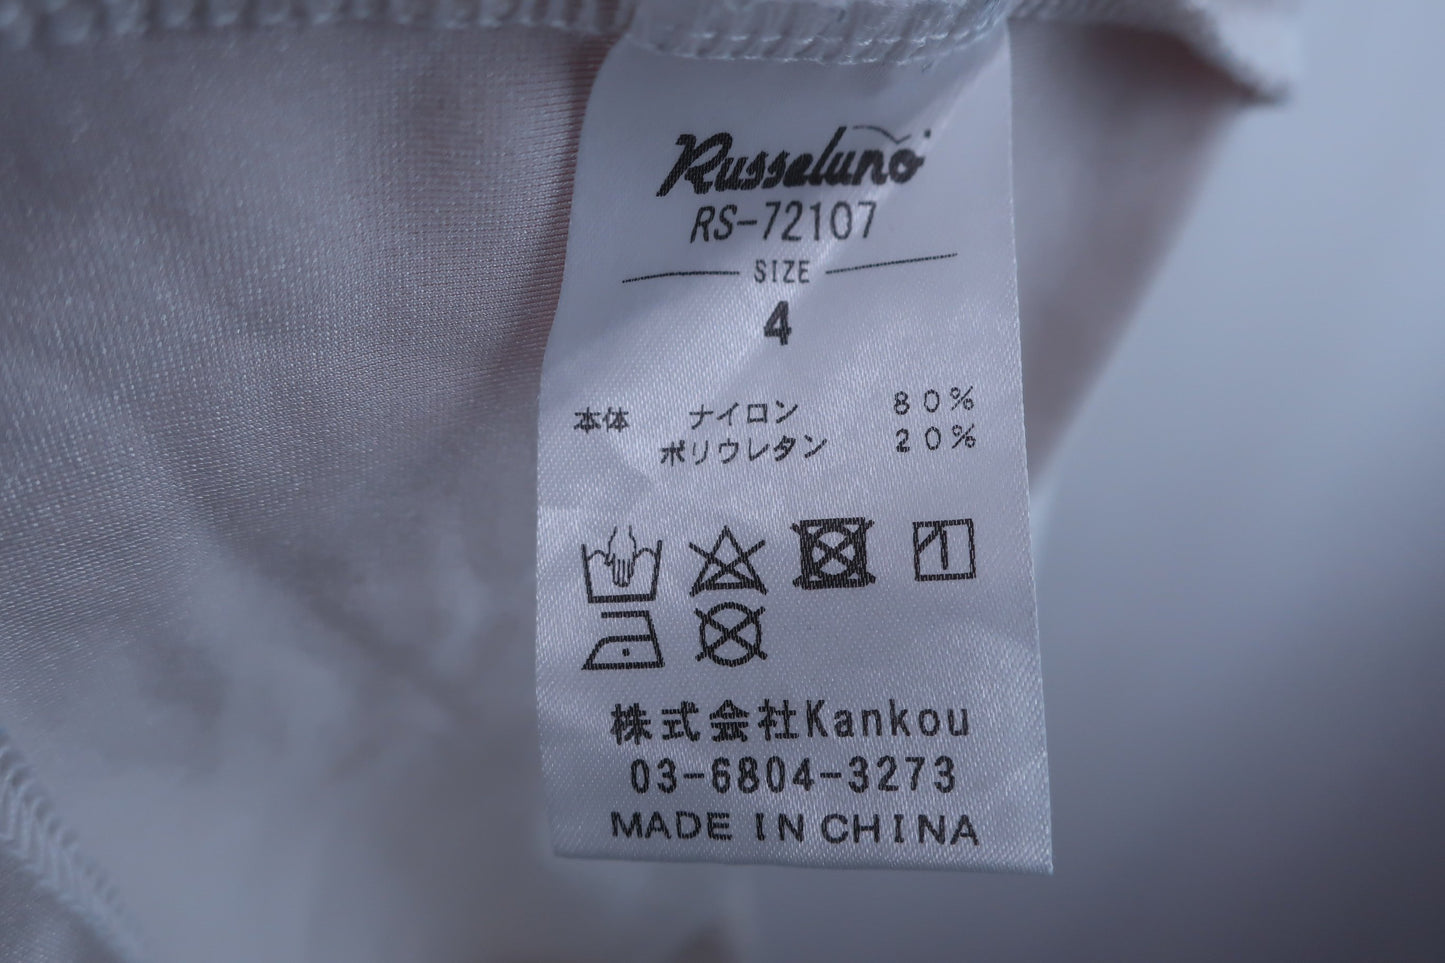 Russeluno
RS-72107
SIZE
4
本体 ナイロン 80%
ポリウレタン 20%
株式会社Kankou
03-6804-3273
MADE IN CHINA